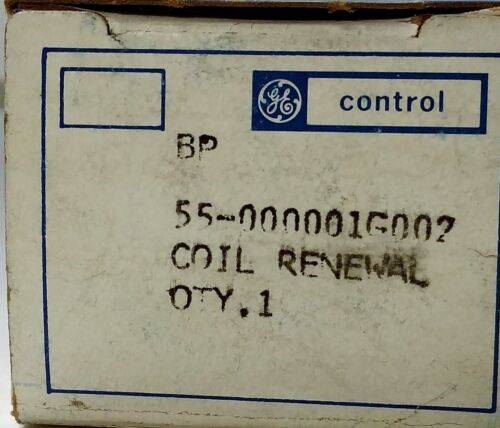 GE control
BP
55-000001G002
COIL RENEWAL
QTY.1